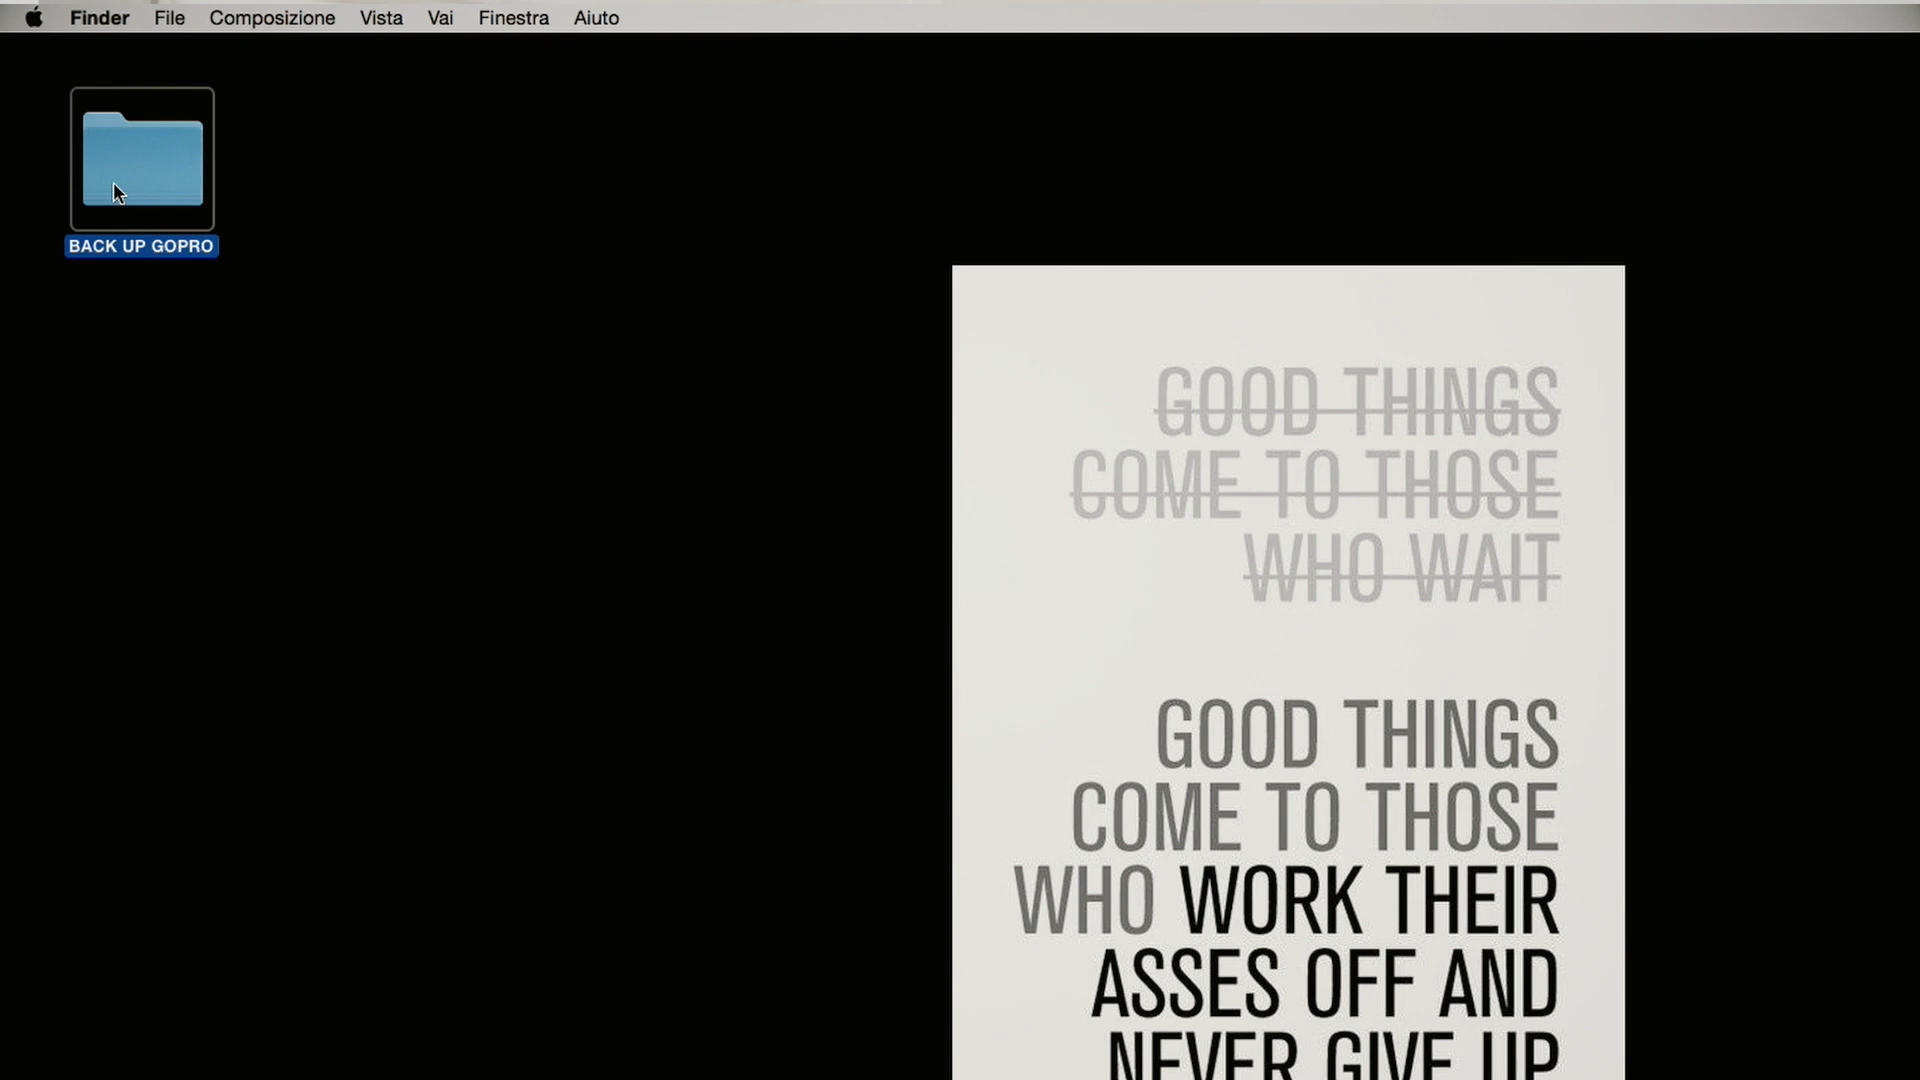 Finder File Composizione Vista Vai Finestra Aiuto
BACK UP GOPRO
GOOD THINGS
COME TO THOSE
WHO WAIT
GOOD THINGS
COME TO THOSE
WHO WORK THEIR
ASSES OFF AND
NEVER GIVE UP